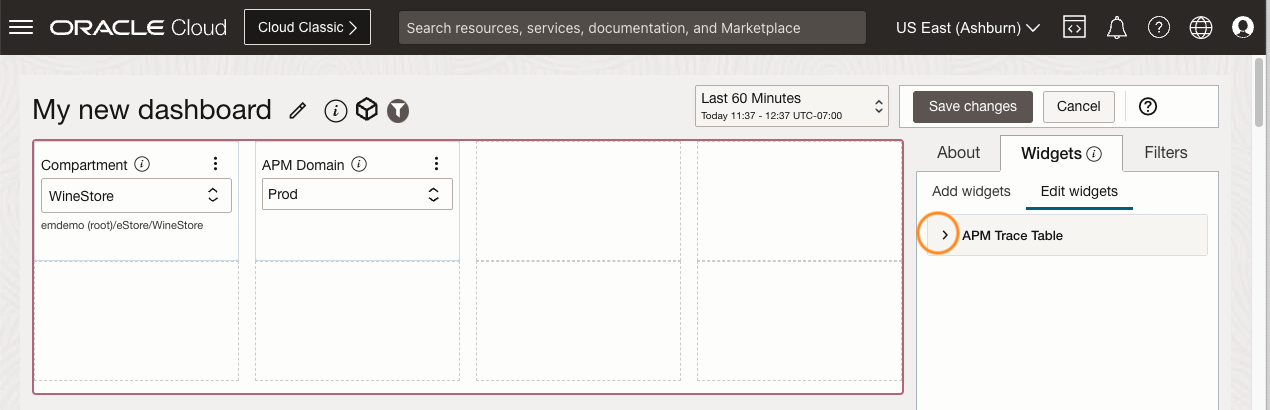 ORACLE Cloud
Cloud Classic
Search resources, services, documentation, and Marketplace
US East (Ashburn)
My new dashboard
Last 60 Minutes
Today 11:37 - 12:37 UTC-07:00
Save changes
Cancel
Compartment
WineStore
emdemo (root)/eStore/WineStore
APM Domain
Prod
About
Widgets
Filters
Add widgets
Edit widgets
APM Trace Table